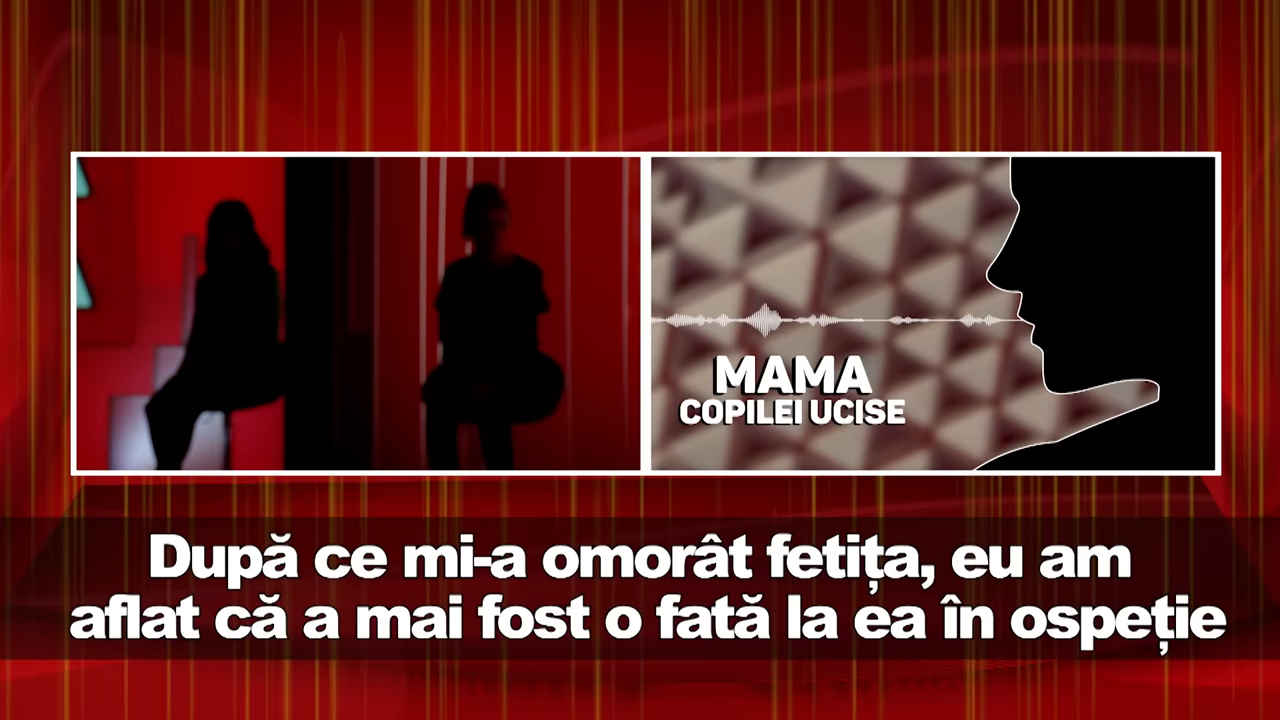 MAMA
COPILEI UCISE
După ce mi-a omorât fetița, eu am
aflat că a mai fost o fată la ea în ospeție